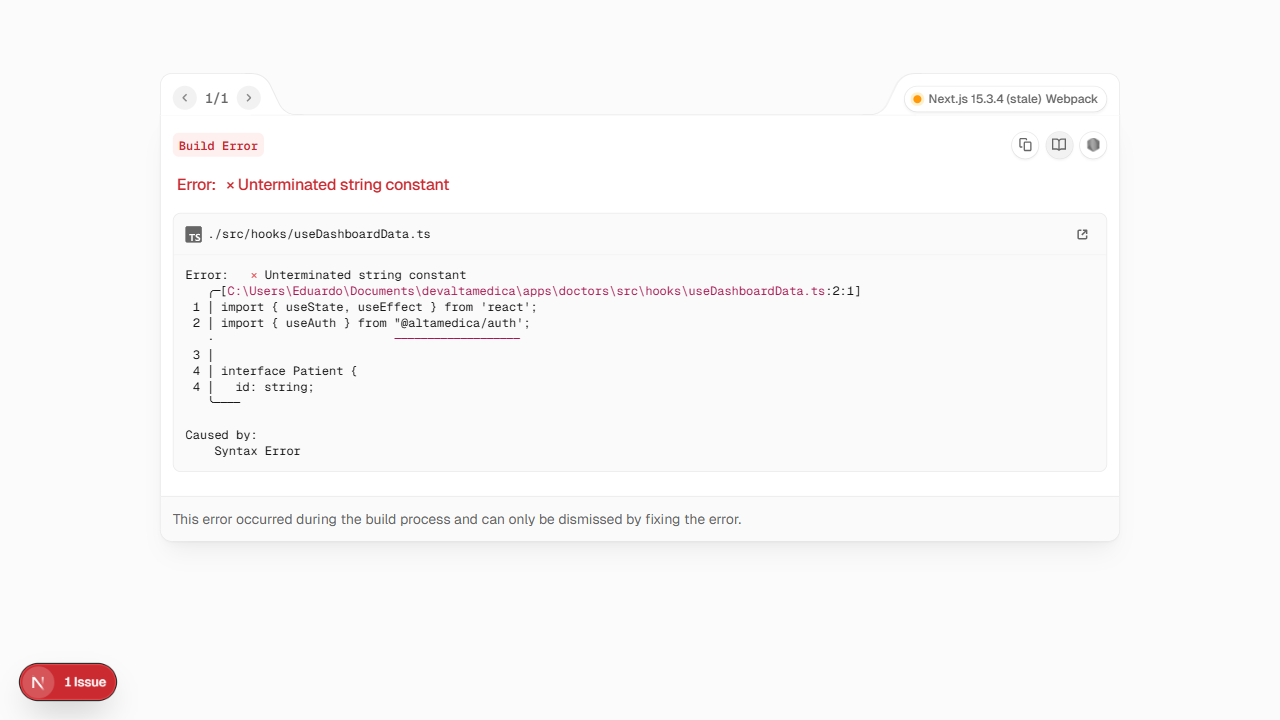 1/1
Next.js 15.3.4 (stale) Webpack
Build Error
Error: × Unterminated string constant
TS ./src/hooks/useDashboardData.ts
Error:   × Unterminated string constant
   ╭─[C:\Users\Eduardo\Documents\devaltamedica\apps\doctors\src\hooks\useDashboardData.ts:2:1]
 1 │ import { useState, useEffect } from 'react';
 2 │ import { useAuth } from "@altamedica/auth';
   ·                         ──────────────────
 3 │
 4 │ interface Patient {
 4 │   id: string;
   ╰────
Caused by:
    Syntax Error
This error occurred during the build process and can only be dismissed by fixing the error.
N 1 Issue